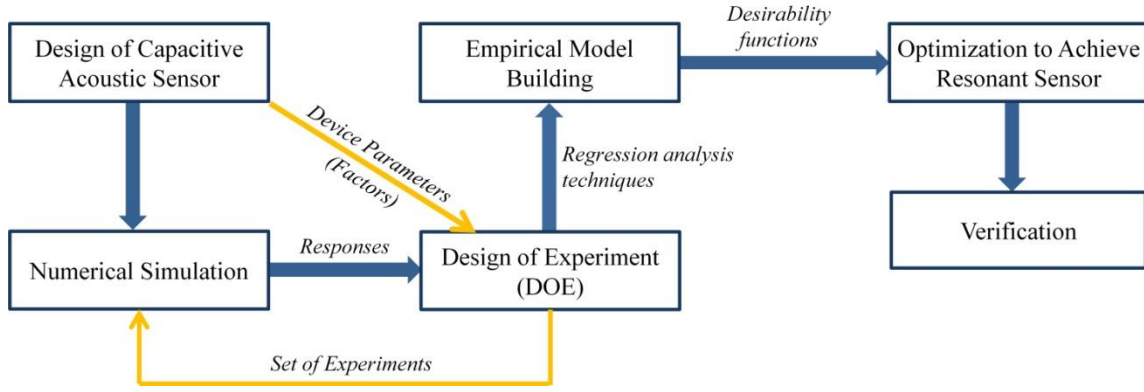 Design of Capacitive
Acoustic Sensor
Device Parameters
(Factors)
Numerical Simulation
Responses
Design of Experiment
(DOE)
Set of Experiments
Regression analysis
techniques
Empirical Model
Building
Desirability
functions
Optimization to Achieve
Resonant Sensor
Verification